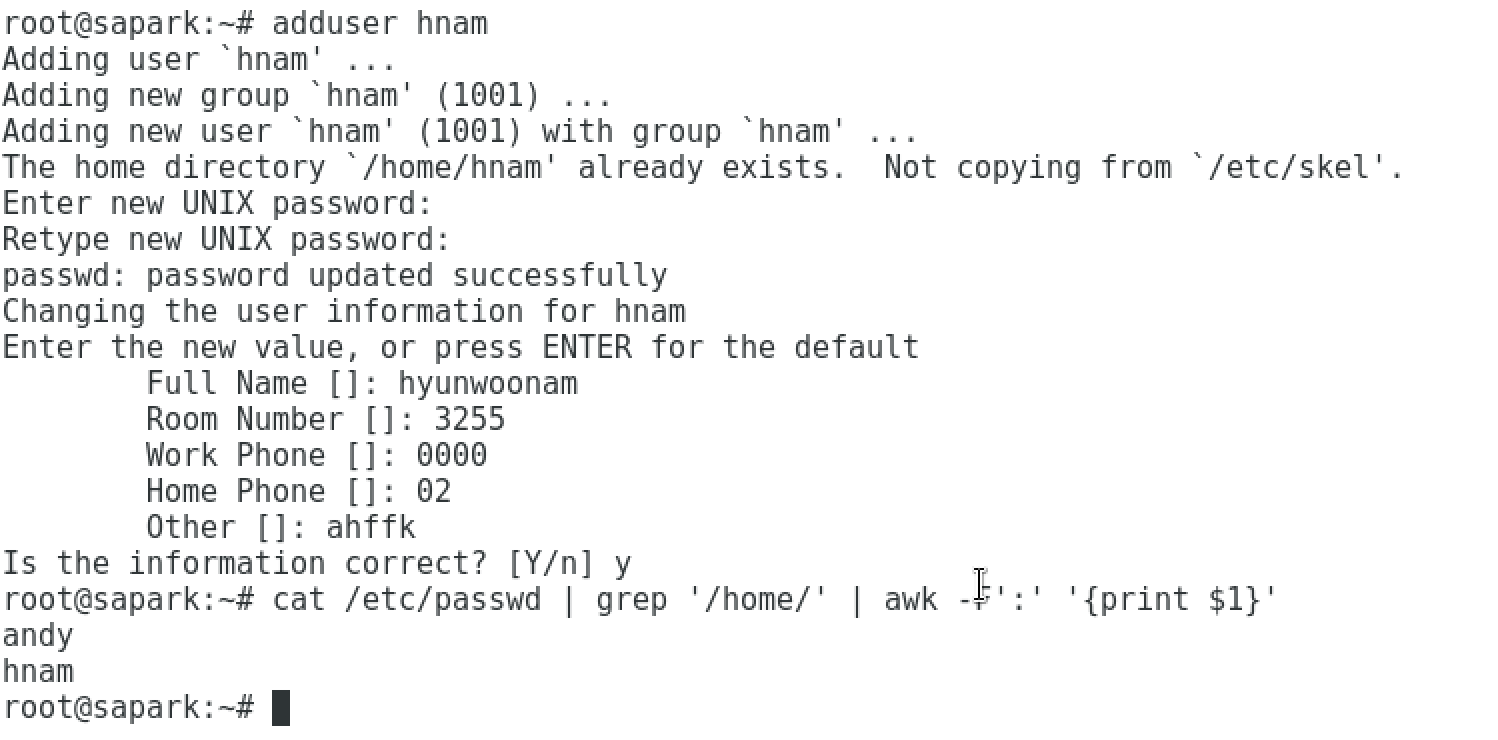 root@sapark:~# adduser hnam
Adding user `hnam' ...
Adding new group `hnam' (1001) ...
Adding new user `hnam' (1001) with group `hnam' ...
The home directory `/home/hnam' already exists.  Not copying from `/etc/skel'.
Enter new UNIX password:
Retype new UNIX password:
passwd: password updated successfully
Changing the user information for hnam
Enter the new value, or press ENTER for the default
        Full Name []: hyunwoonam
        Room Number []: 3255
        Work Phone []: 0000
        Home Phone []: 02
        Other []: ahffk
Is the information correct? [Y/n] y
root@sapark:~# cat /etc/passwd | grep '/home/' | awk -F':' '{print $1}'
andy
hnam
root@sapark:~#